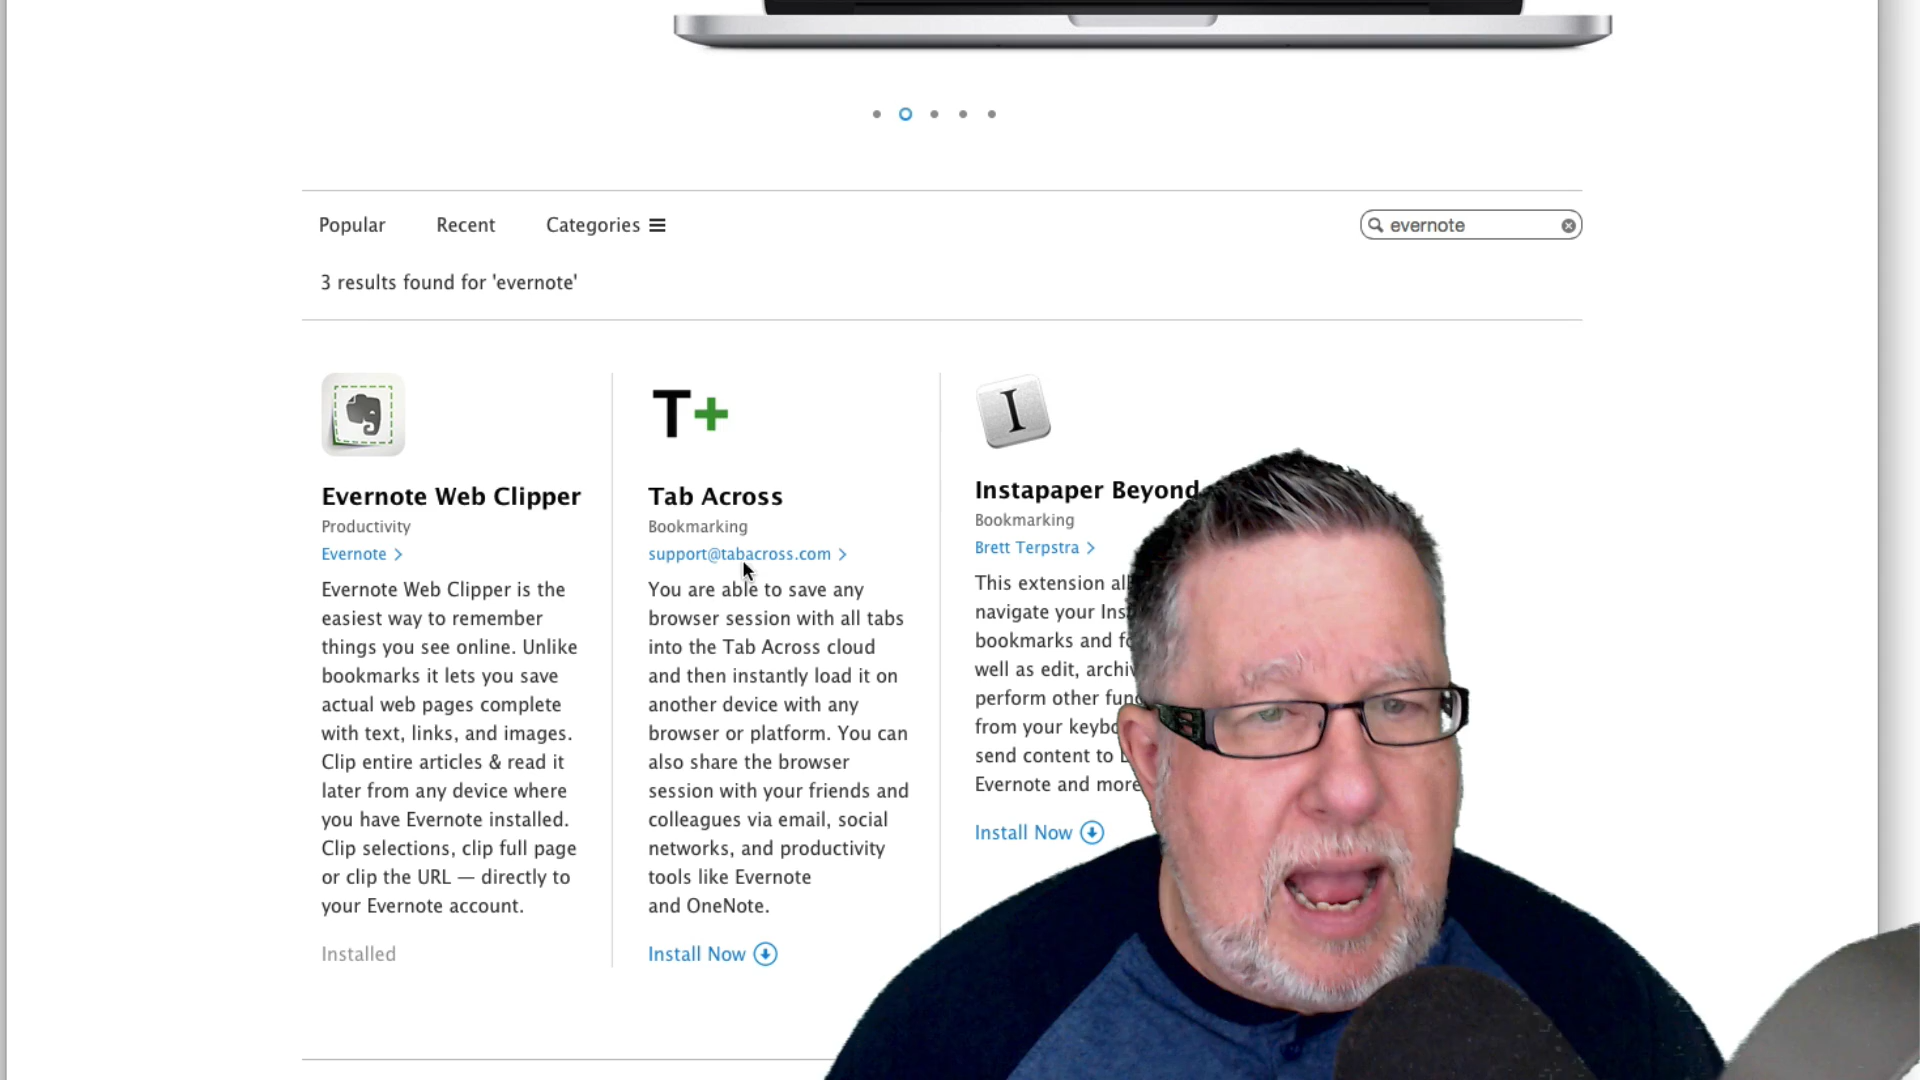 Popular Recent Categories
evernote
3 results found for 'evernote'
T+
I
Evernote Web Clipper
Productivity
Evernote >
Evernote Web Clipper is the
easiest way to remember
things you see online. Unlike
bookmarks it lets you save
actual web pages complete
with text, links, and images.
Clip entire articles & read it
later from any device where
you have Evernote installed.
Clip selections, clip full page
or clip the URL — directly to
your Evernote account.
Installed
Tab Across
Bookmarking
support@tabacross.com >
You are able to save any
browser session with all tabs
into the Tab Across cloud
and then instantly load it on
another device with any
browser or platform. You can
also share the browser
session with your friends and
colleagues via email, social
networks, and productivity
tools like Evernote
and OneNote.
Install Now
Instapaper Beyond
Bookmarking
Brett Terpstra >
This extension
navigate your
bookmarks and
well as edit,
perform other
from your
send content to
Evernote and more
Install Now